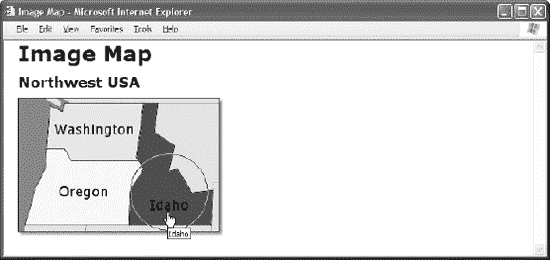 Image Map - Microsoft Internet Explorer
File Edit View Favorites Tools Help
Image Map
Northwest USA
Washington
Oregon
Idaho
Idaho